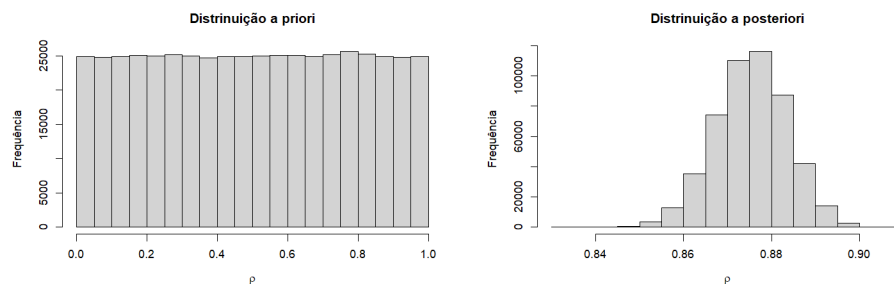 Distrinuição a priori
Frequência
25000
15000
5000
0
0.0 0.2 0.4 0.6 0.8 1.0
ρ
Distrinuição a posteriori
Frequência
100000
60000
20000
0
0.84 0.86 0.88 0.90
ρ